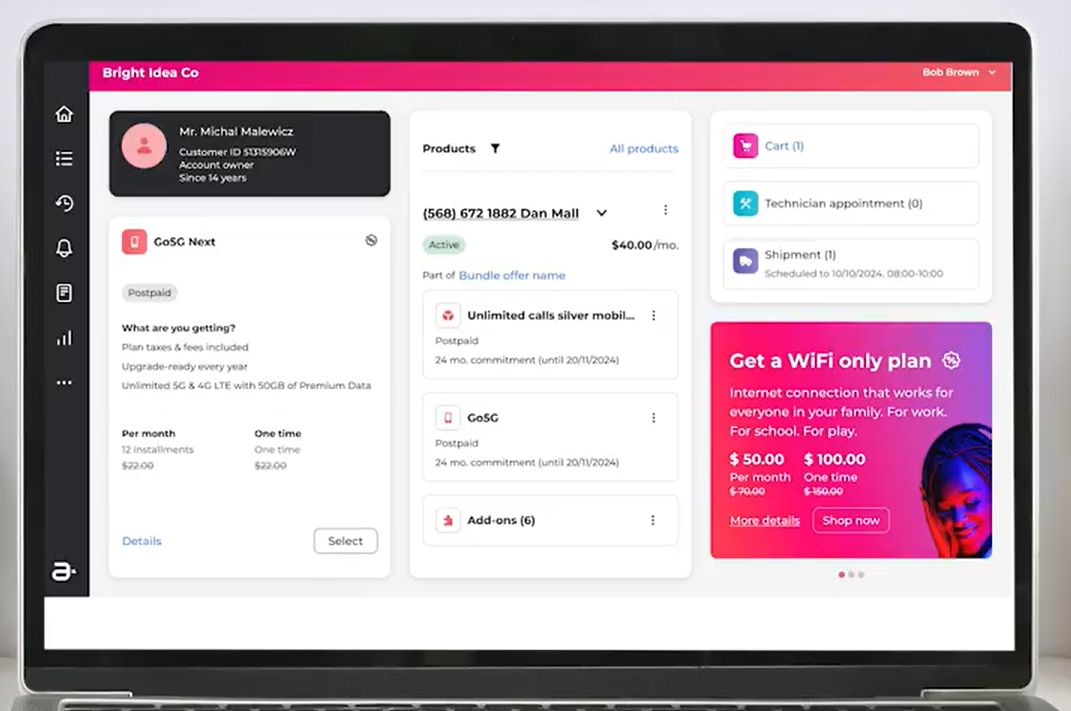 Bright Idea Co
Bob Brown
Mr. Michal Malewicz
Customer ID 51315906W
Account owner
Since 14 years
Go5G Next
Postpaid
What are you getting?
Plan taxes & fees included
Upgrade-ready every year
Unlimited 5G & 4G LTE with 50GB of Premium Data
Per month
12 installments
$22.00
One time
One time
$22.00
Details
Select
Products
All products
(568) 672 1882 Dan Mall
Active
$40.00/mo.
Part of Bundle offer name
Unlimited calls silver mobil...
Postpaid
24 mo. commitment (until 20/11/2024)
Go5G
Postpaid
24 mo. commitment (until 20/11/2024)
Add-ons (6)
Cart (1)
Technician appointment (0)
Shipment (1)
Scheduled to 10/10/2024, 08:00-10:00
Get a WiFi only plan
Internet connection that works for
everyone in your family. For work.
For school. For play.
$ 50.00
Per month
$ 70.00
$ 100.00
One time
$ 150.00
More details
Shop now
a